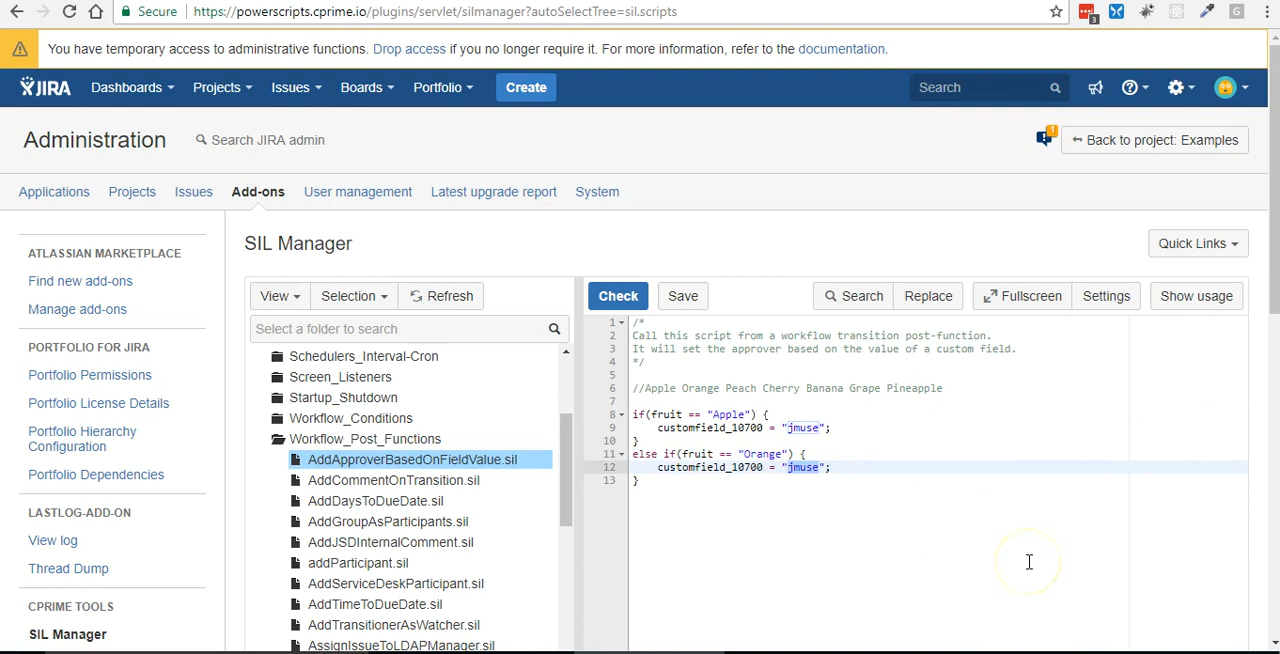 Secure https://powerscripts.cprime.io/plugins/servlet/silmanager?autoSelectTree=sil.scripts
3
G
You have temporary access to administrative functions. Drop access if you no longer require it. For more information, refer to the documentation.
JIRA Dashboards Projects Issues Boards Portfolio Create Search
Administration Search JIRA admin 1 Back to project: Examples
Applications Projects Issues Add-ons User management Latest upgrade report System
ATLASSIAN MARKETPLACE
Find new add-ons
Manage add-ons
PORTFOLIO FOR JIRA
Portfolio Permissions
Portfolio License Details
Portfolio Hierarchy
Configuration
Portfolio Dependencies
LASTLOG-ADD-ON
View log
Thread Dump
CPRIME TOOLS
SIL Manager
SIL Manager Quick Links
View Selection Refresh
Select a folder to search
Schedulers_Interval-Cron
Screen_Listeners
Startup_Shutdown
Workflow_Conditions
Workflow_Post_Functions
AddApproverBasedOnFieldValue.sil
AddCommentOnTransition.sil
AddDaysToDueDate.sil
AddGroupAsParticipants.sil
AddJSDInternalComment.sil
addParticipant.sil
AddServiceDeskParticipant.sil
AddTimeToDueDate.sil
AddTransitionerAsWatcher.sil
AssignIssueToLDAPManager.sil
Check Save Search Replace Fullscreen Settings Show usage
1 /*
2 Call this script from a workflow transition post-function.
3 It will set the approver based on the value of a custom field.
4 */
5
6 //Apple Orange Peach Cherry Banana Grape Pineapple
7
8 if(fruit == "Apple") {
9 customfield_10700 = "jmuse";
10 }
11 else if(fruit == "Orange") {
12 customfield_10700 = "jmuse";
13 }